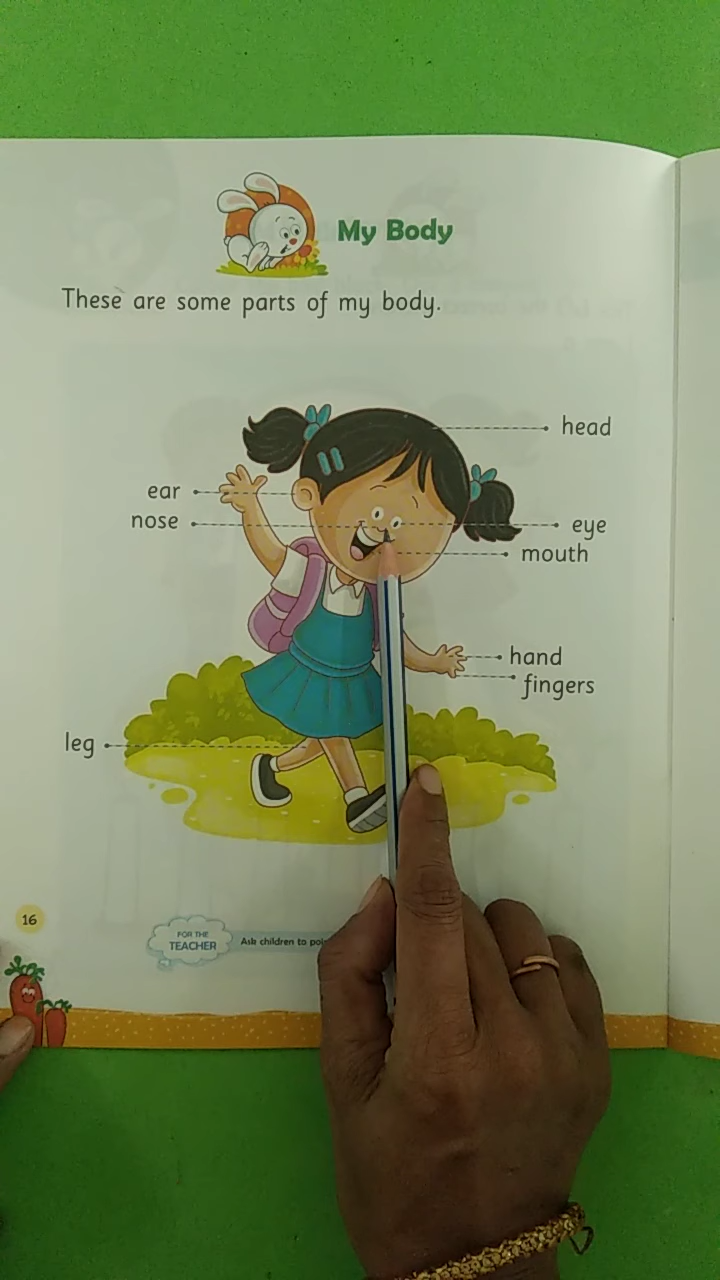 My Body
These are some parts of my body.
head
ear
nose
eye
mouth
hand
fingers
leg
16
FOR THE
TEACHER
Ask children to